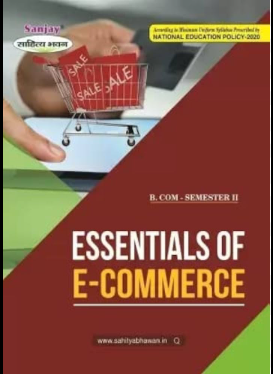 Sanjay
साहित्य भवन
According to Minimum Uniform Syllabus Prescribed by
NATIONAL EDUCATION POLICY-2020
SALE
SALE
SALE
B. COM - SEMESTER II
ESSENTIALS OF
E-COMMERCE
www.sahityabhawan.in